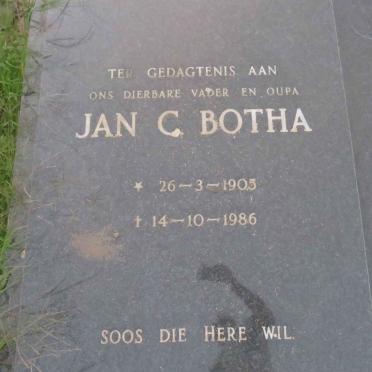 TER GEDAGTENIS AAN
ONS DIERBARE VADER EN OUPA
JAN C. BOTHA
* 26-3-1905
† 14-10-1986
SOOS DIE HERE WIL.